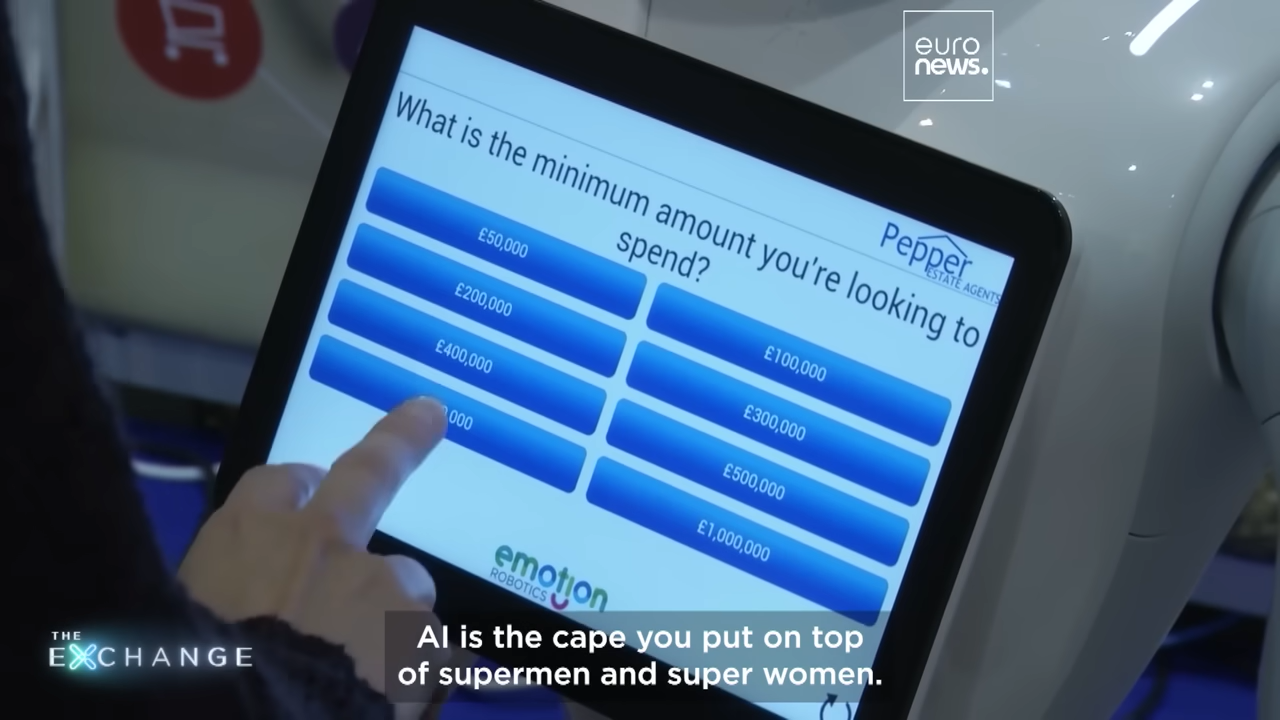 euro
news.
What is the minimum amount you're looking to
spend?
Pepper
ESTATE AGENTS
£50,000
£100,000
£200,000
£300,000
£400,000
£500,000
,000
£1,000,000
emotion
ROBOTICS
THE
EXCHANGE
AI is the cape you put on top
of supermen and super women.